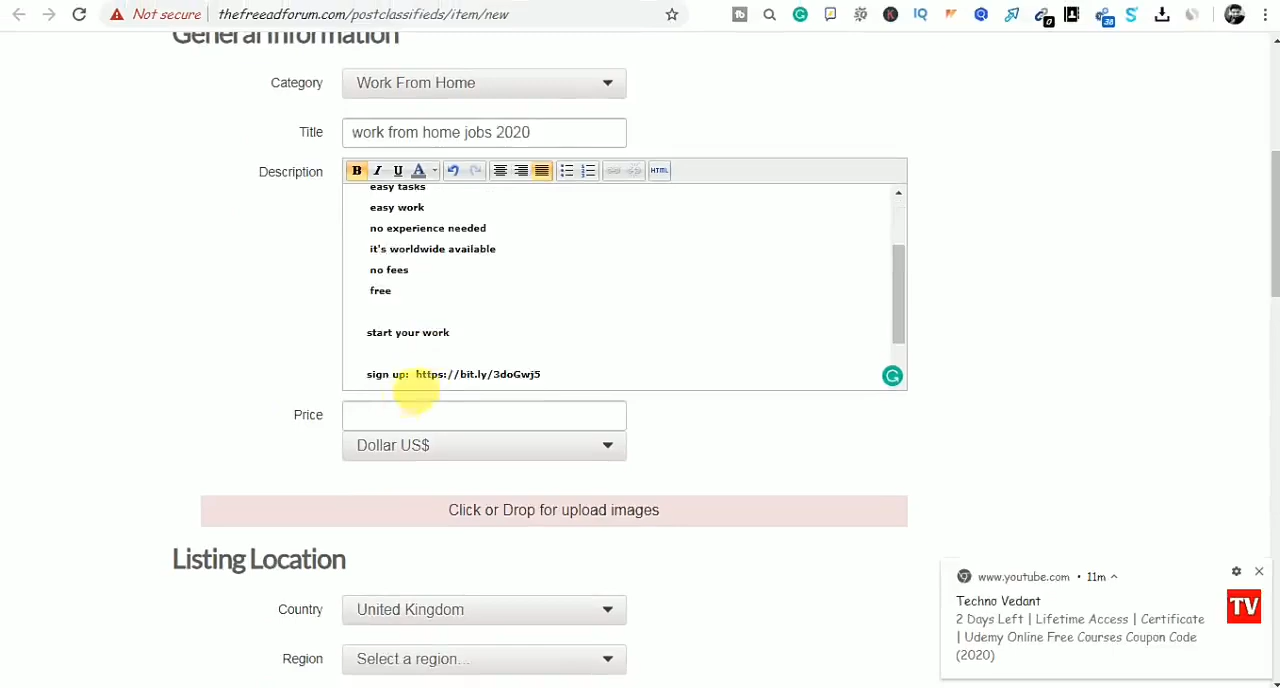 Not secure
thefreeadforum.com/postclassifieds/item/new
General Information
Category
Work From Home
Title
work from home jobs 2020
Description
B I U A HTML
easy tasks
easy work
no experience needed
it's worldwide available
no fees
free
start your work
sign up: https://bit.ly/3doGwj5
Price
Dollar US$
Click or Drop for upload images
Listing Location
Country
United Kingdom
Region
Select a region...
www.youtube.com • 11m
Techno Vedant
2 Days Left | Lifetime Access | Certificate
| Udemy Online Free Courses Coupon Code
(2020)
TV